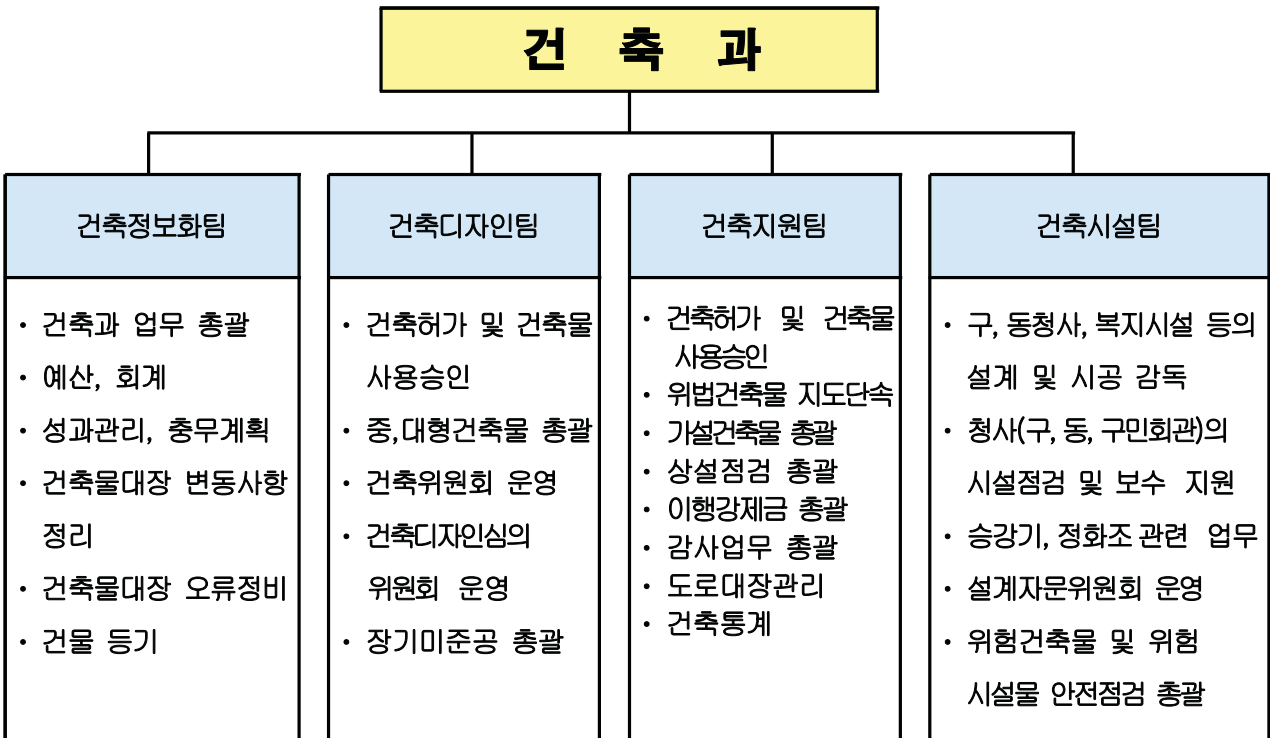 건 축 과
건축정보화팀
· 건축과 업무 총괄
· 예산, 회계
· 성과관리, 충무계획
· 건축물대장 변동사항
정리
· 건축물대장 오류정비
· 건물 등기
건축디자인팀
· 건축허가 및 건축물
사용승인
· 중,대형건축물 총괄
· 건축위원회 운영
· 건축디자인심의
위원회 운영
· 장기미준공 총괄
건축지원팀
· 건축허가 및 건축물
사용승인
· 위법건축물 지도단속
· 가설건축물 총괄
· 상설점검 총괄
· 이행강제금 총괄
· 감사업무 총괄
· 도로대장관리
· 건축통계
건축시설팀
· 구, 동청사, 복지시설 등의
설계 및 시공 감독
· 청사(구, 동, 구민회관)의
시설점검 및 보수 지원
· 승강기, 정화조 관련 업무
· 설계자문위원회 운영
· 위험건축물 및 위험
시설물 안전점검 총괄